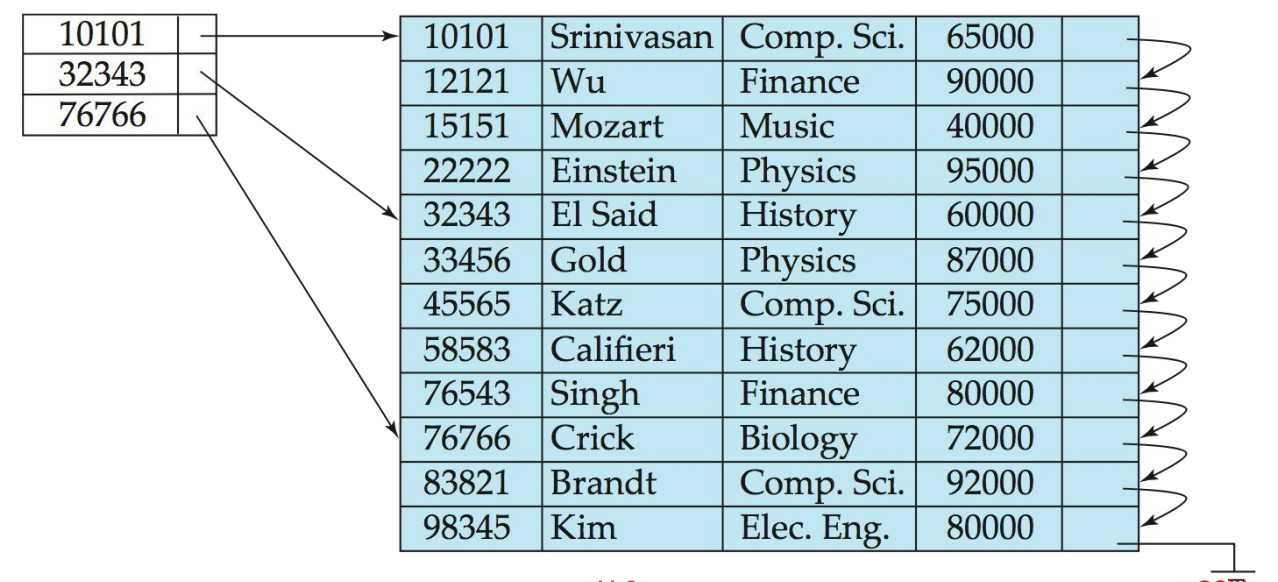 10101
32343
76766
10101 Srinivasan Comp. Sci. 65000
12121 Wu Finance 90000
15151 Mozart Music 40000
22222 Einstein Physics 95000
32343 El Said History 60000
33456 Gold Physics 87000
45565 Katz Comp. Sci. 75000
58583 Califieri History 62000
76543 Singh Finance 80000
76766 Crick Biology 72000
83821 Brandt Comp. Sci. 92000
98345 Kim Elec. Eng. 80000